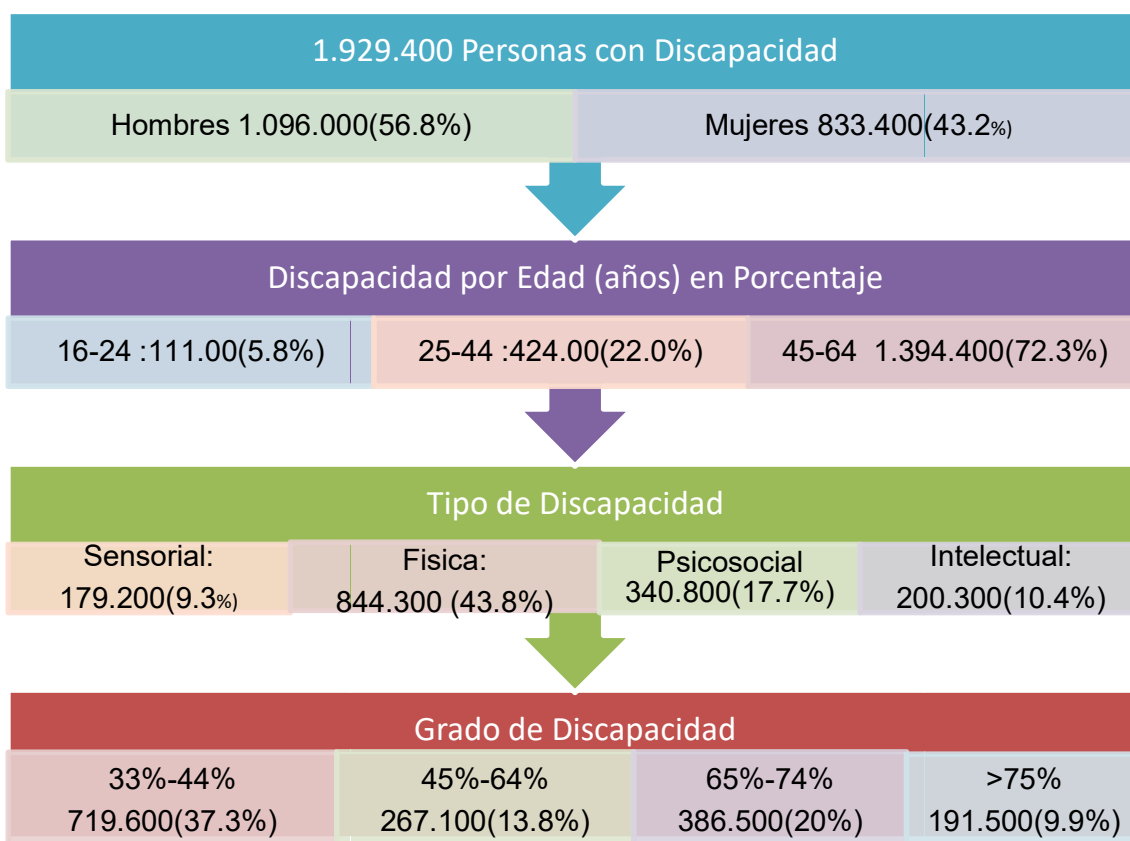 1.929.400 Personas con Discapacidad
Hombres 1.096.000(56.8%)
Mujeres 833.400(43.2%)
Discapacidad por Edad (años) en Porcentaje
16-24 :111.00(5.8%)
25-44 :424.00(22.0%)
45-64 1.394.400(72.3%)
Tipo de Discapacidad
Sensorial:
179.200(9.3%)
Fisica:
844.300 (43.8%)
Psicosocial
340.800(17.7%)
Intelectual:
200.300(10.4%)
Grado de Discapacidad
33%-44%
719.600(37.3%)
45%-64%
267.100(13.8%)
65%-74%
386.500(20%)
>75%
191.500(9.9%)